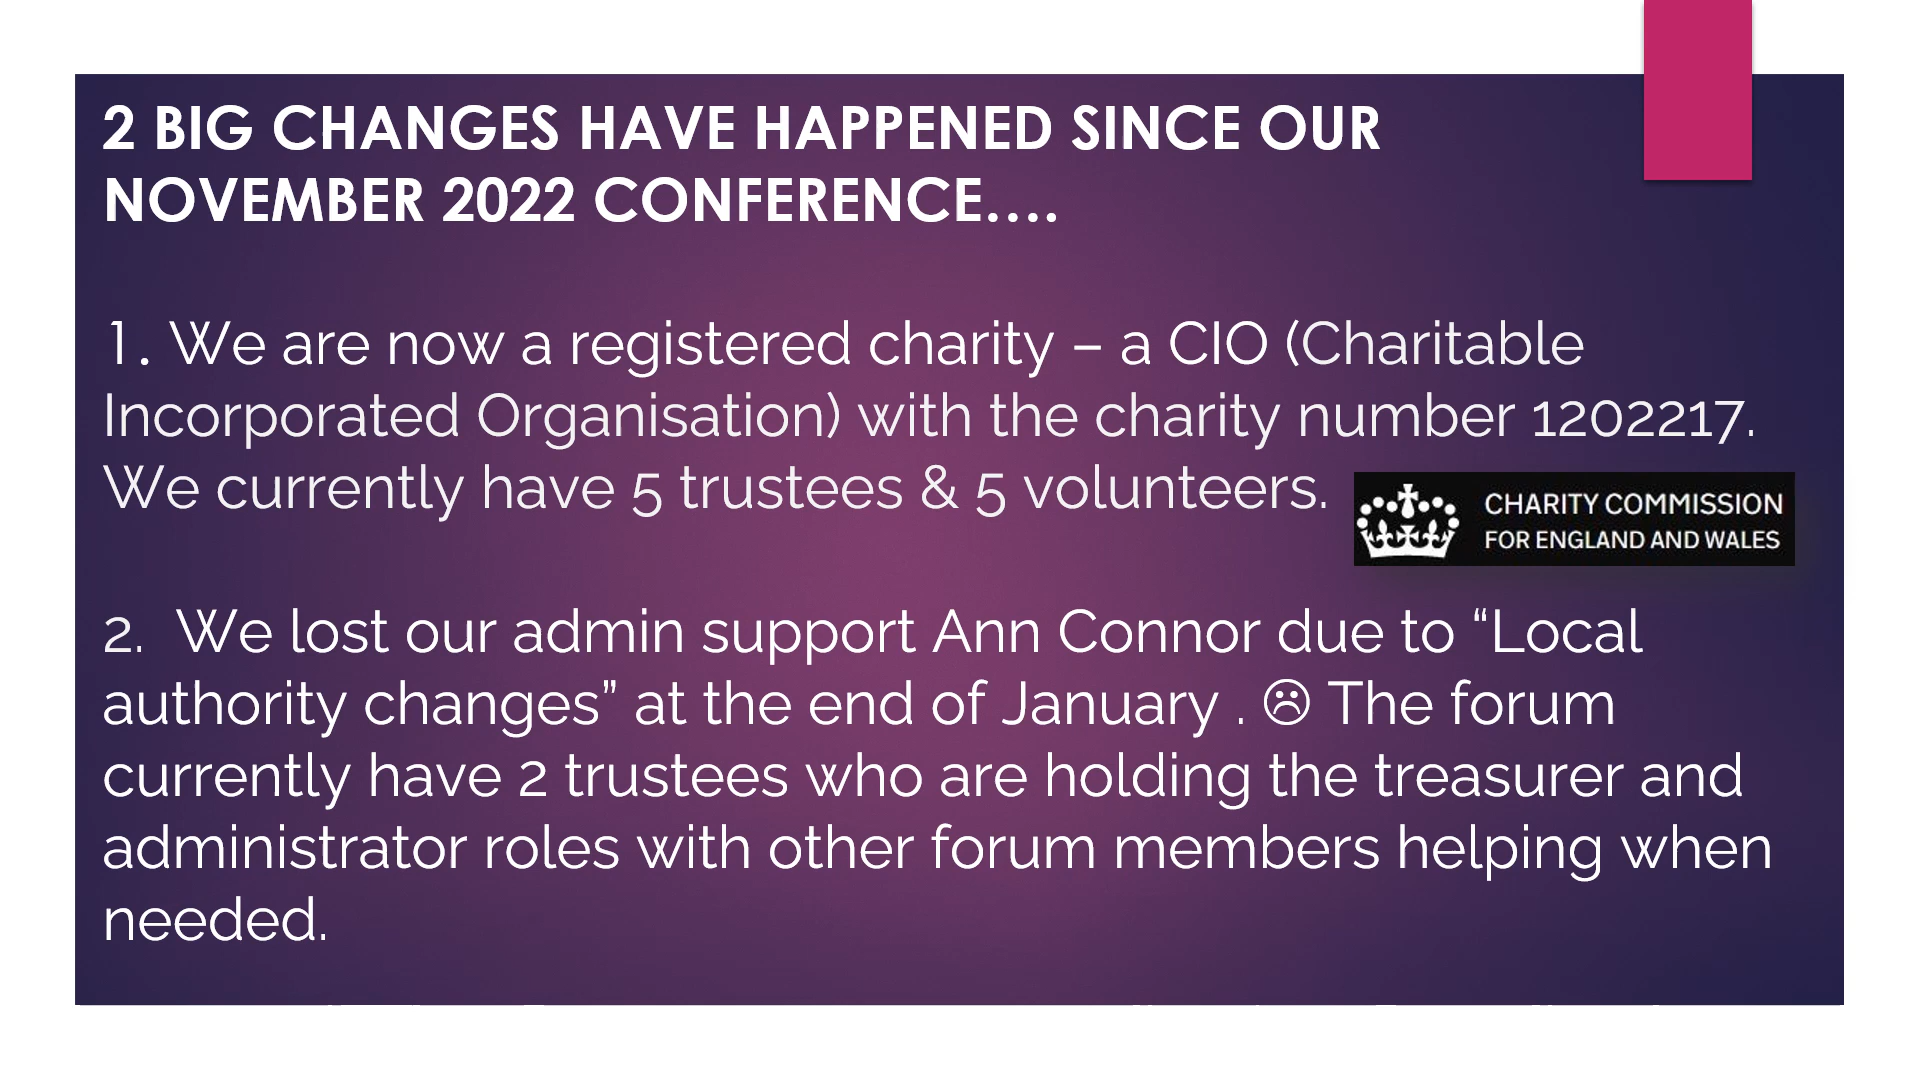 2 BIG CHANGES HAVE HAPPENED SINCE OUR
NOVEMBER 2022 CONFERENCE....
1. We are now a registered charity – a CIO (Charitable
Incorporated Organisation) with the charity number 1202217.
We currently have 5 trustees & 5 volunteers.
CHARITY COMMISSION
FOR ENGLAND AND WALES
2. We lost our admin support Ann Connor due to “Local
authority changes” at the end of January . ☹ The forum
currently have 2 trustees who are holding the treasurer and
administrator roles with other forum members helping when
needed.